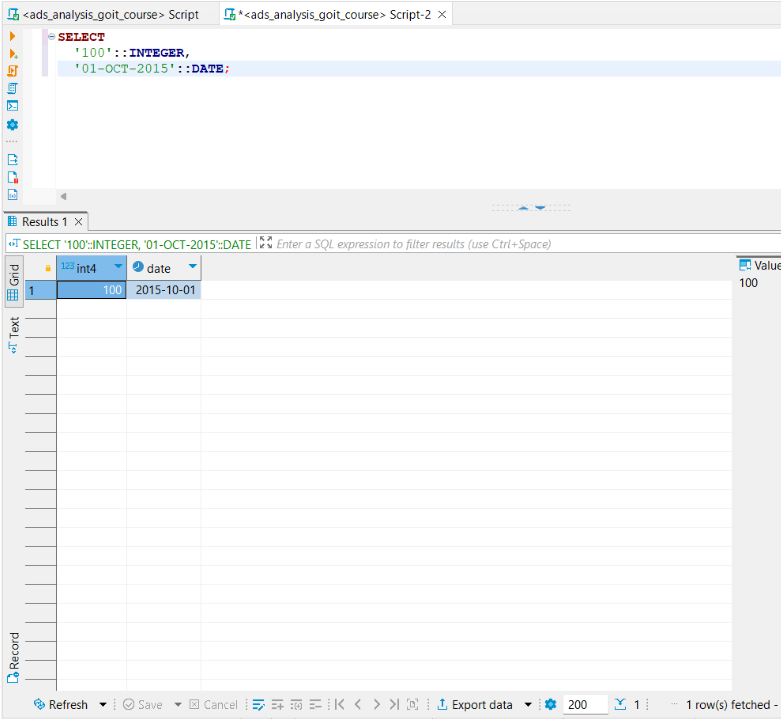 <ads_analysis_goit_course> Script
*<ads_analysis_goit_course> Script-2
SELECT
'100'::INTEGER,
'01-OCT-2015'::DATE;
Results 1
SELECT '100'::INTEGER, '01-OCT-2015'::DATE
Enter a SQL expression to filter results (use Ctrl+Space)
Grid
Text
Record
123 int4
date
1
100
2015-10-01
Value
100
Refresh
Save
Cancel
Export data
200
1
1 row(s) fetched -